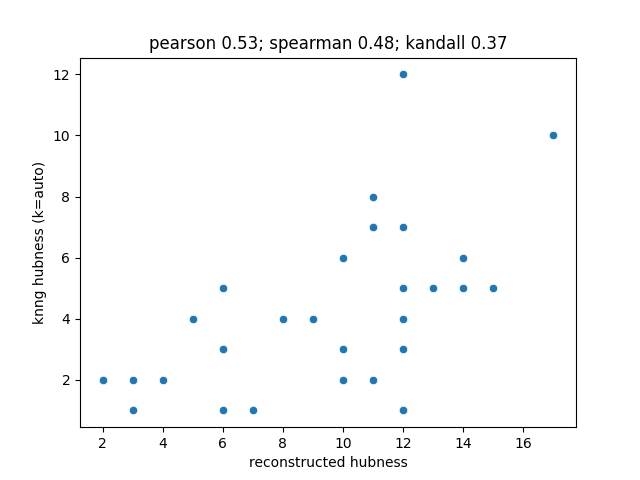 pearson 0.53; spearman 0.48; kandall 0.37
12
10
8
6
4
2
knng hubness (k=auto)
2 4 6 8 10 12 14 16
reconstructed hubness